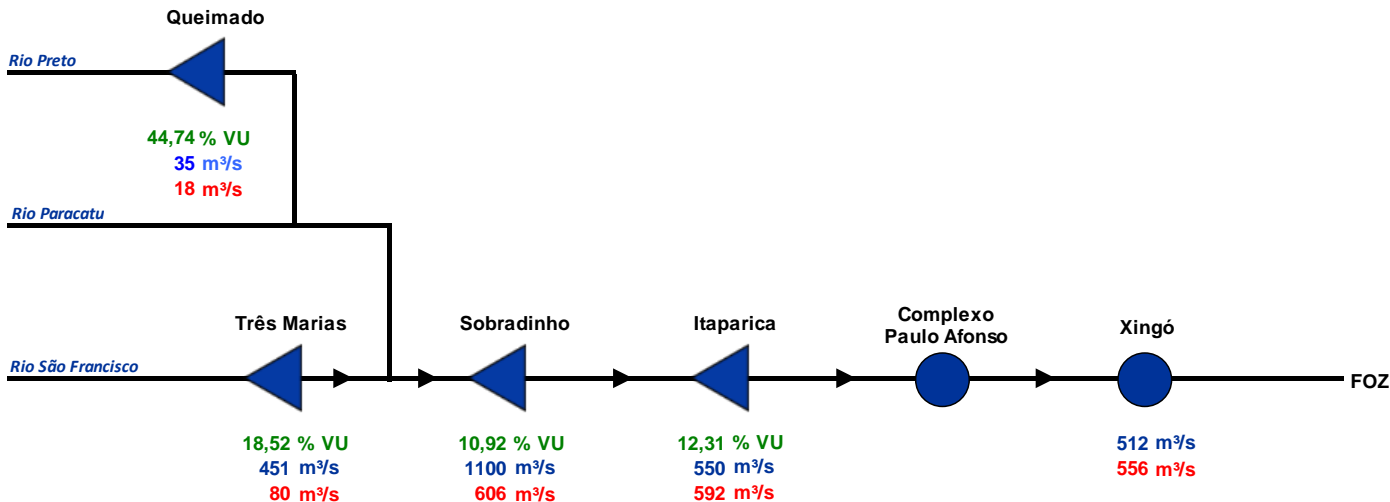 Queimado
Rio Preto
44,74 % VU
35 m³/s
18 m³/s
Rio Paracatu
Três Marias
Sobradinho
Itaparica
Complexo
Paulo Afonso
Xingó
Rio São Francisco
FOZ
18,52 % VU
451 m³/s
80 m³/s
10,92 % VU
1100 m³/s
606 m³/s
12,31 % VU
550 m³/s
592 m³/s
512 m³/s
556 m³/s